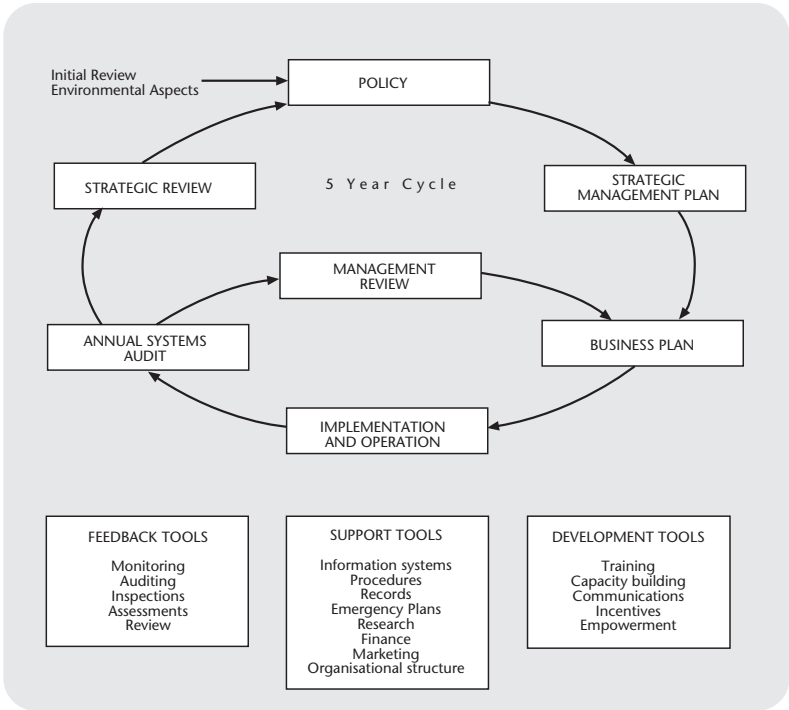 Initial Review
Environmental Aspects
POLICY
STRATEGIC REVIEW
5 Year Cycle
STRATEGIC
MANAGEMENT PLAN
MANAGEMENT
REVIEW
ANNUAL SYSTEMS
AUDIT
BUSINESS PLAN
IMPLEMENTATION
AND OPERATION
FEEDBACK TOOLS
Monitoring
Auditing
Inspections
Assessments
Review
SUPPORT TOOLS
Information systems
Procedures
Records
Emergency Plans
Research
Finance
Marketing
Organisational structure
DEVELOPMENT TOOLS
Training
Capacity building
Communications
Incentives
Empowerment